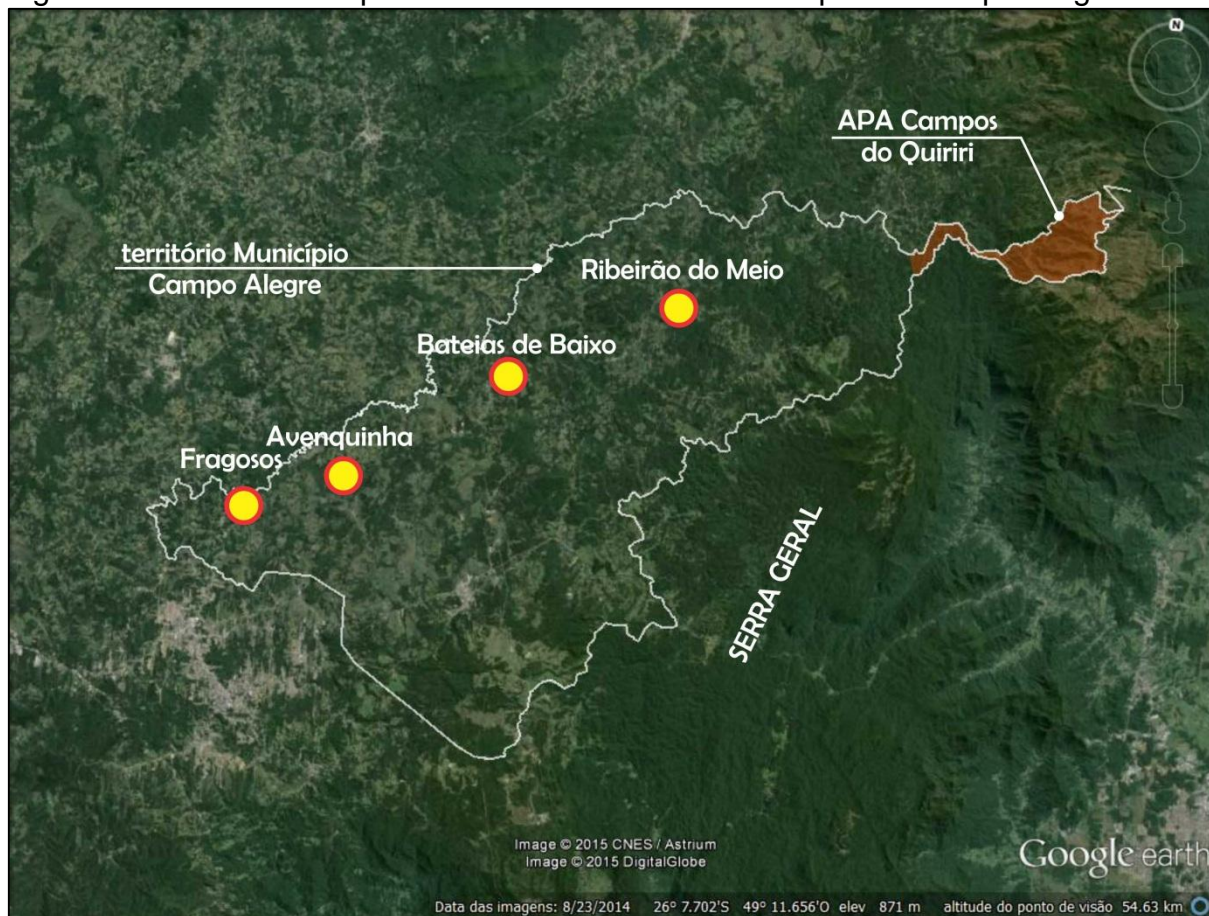 N
APA Campos
do Quiriri
território Município
Campo Alegre
Ribeirão do Meio
Bateias de Baixo
Avenquinha
Fragosos
SERRA GERAL
Image © 2015 CNES / Astrium
Image © 2015 DigitalGlobe
Google earth
Data das imagens: 8/23/2014 26° 7.702'S 49° 11.656'O elev 871 m altitude do ponto de visão 54.63 km